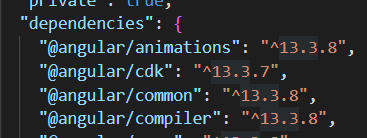 private": true,
"dependencies": {
"@angular/animations": "^13.3.8",
"@angular/cdk": "^13.3.7",
"@angular/common": "^13.3.8",
"@angular/compiler": "^13.3.8",